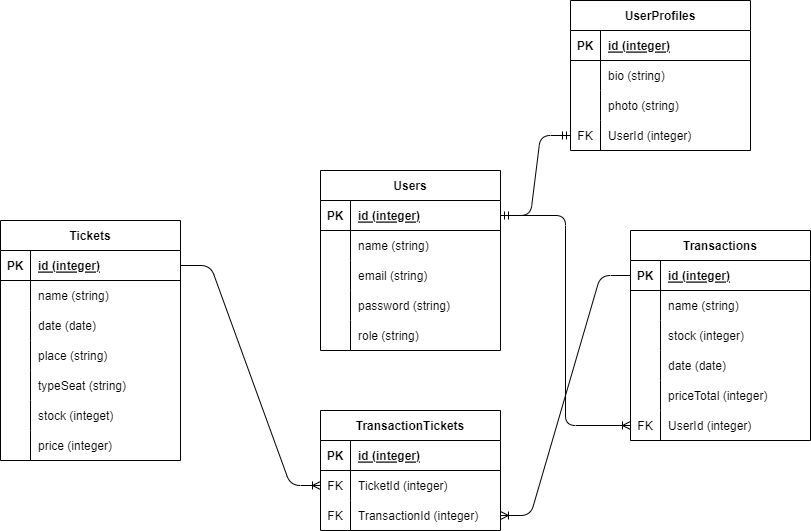 UserProfiles
PK id (integer)
bio (string)
photo (string)
FK UserId (integer)
Users
PK id (integer)
name (string)
email (string)
password (string)
role (string)
Tickets
PK id (integer)
name (string)
date (date)
place (string)
typeSeat (string)
stock (integet)
price (integer)
Transactions
PK id (integer)
name (string)
stock (integer)
date (date)
priceTotal (integer)
FK UserId (integer)
TransactionTickets
PK id (integer)
FK TicketId (integer)
FK TransactionId (integer)